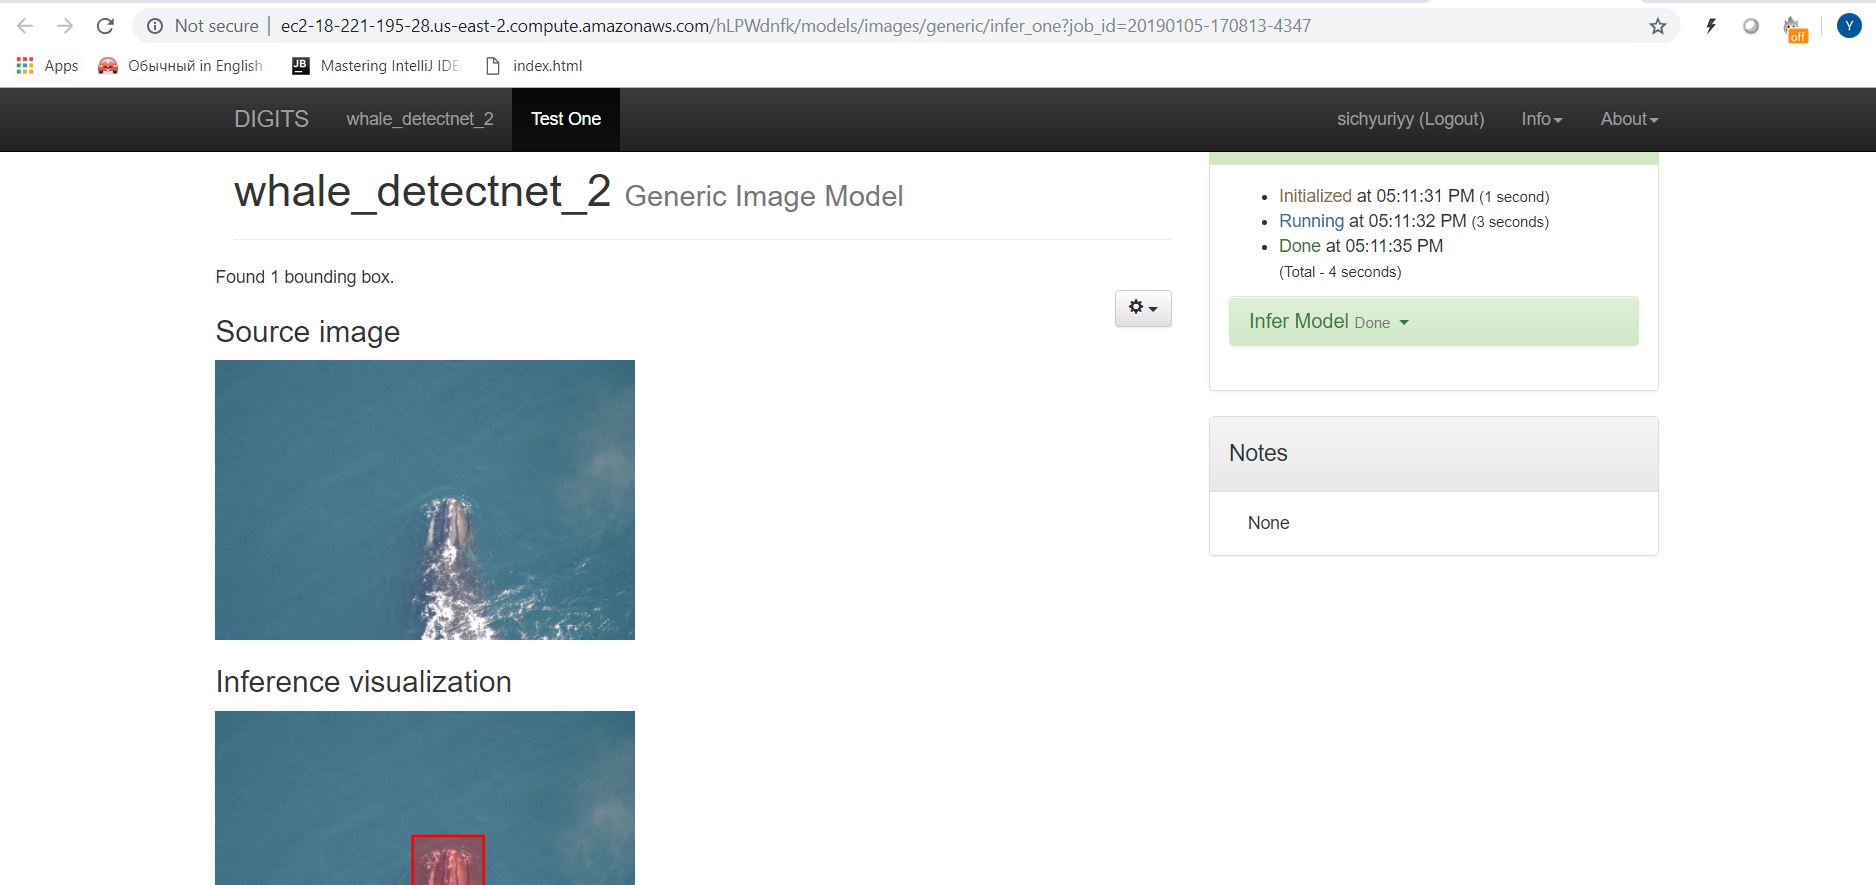 Not secure | ec2-18-221-195-28.us-east-2.compute.amazonaws.com/hLPWdnfk/models/images/generic/infer_one?job_id=20190105-170813-4347
off
Y
Apps
Обычный in English
JB
Mastering IntelliJ IDE
index.html
DIGITS
whale_detectnet_2
Test One
sichyuriyy (Logout)
Info
About
whale_detectnet_2 Generic Image Model
Found 1 bounding box.
Source image
Inference visualization
Initialized at 05:11:31 PM (1 second)
Running at 05:11:32 PM (3 seconds)
Done at 05:11:35 PM
(Total - 4 seconds)
Infer Model Done
Notes
None